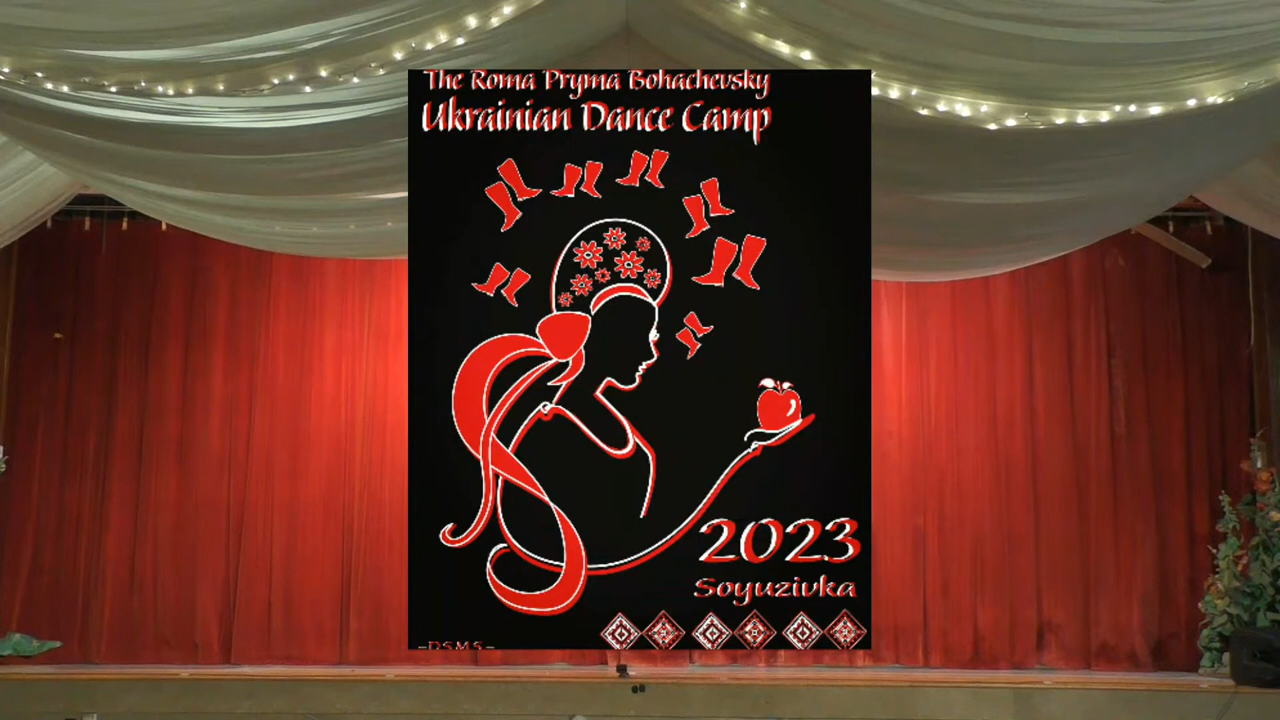 The Roma Pryma Bohachevsky
Ukrainian Dance Camp
2023
Soyuzivka
-DSMS-